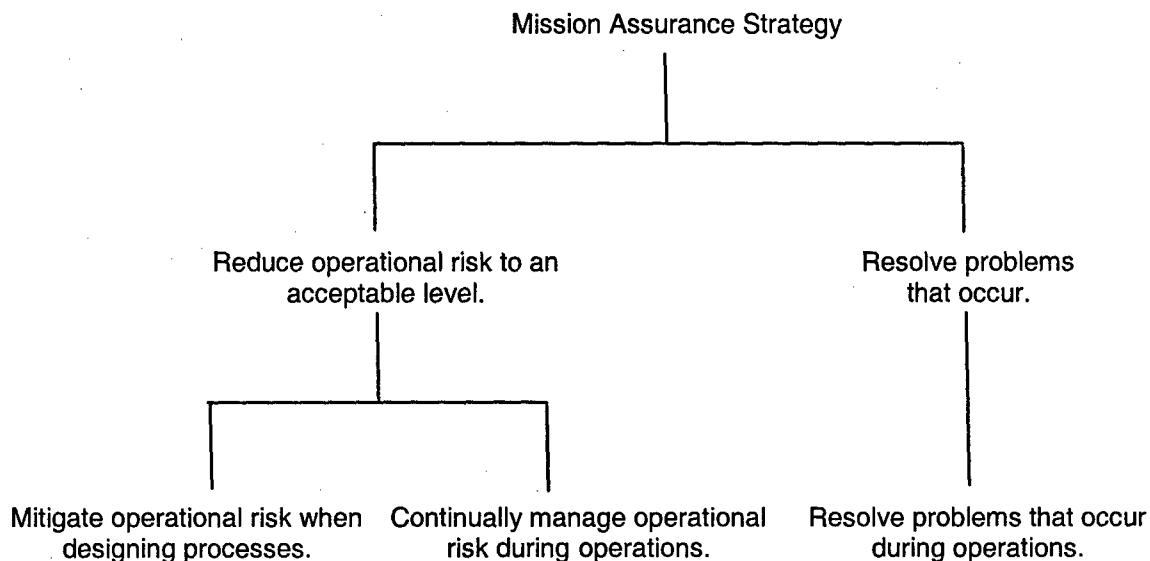 Mission Assurance Strategy
Reduce operational risk to an
acceptable level.
Resolve problems
that occur.
Mitigate operational risk when
designing processes.
Continually manage operational
risk during operations.
Resolve problems that occur
during operations.